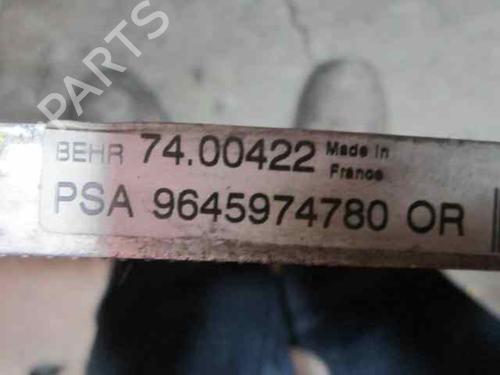 PARTS
BEHR 74.00422 Made in
France
PSA 9645974780 OR